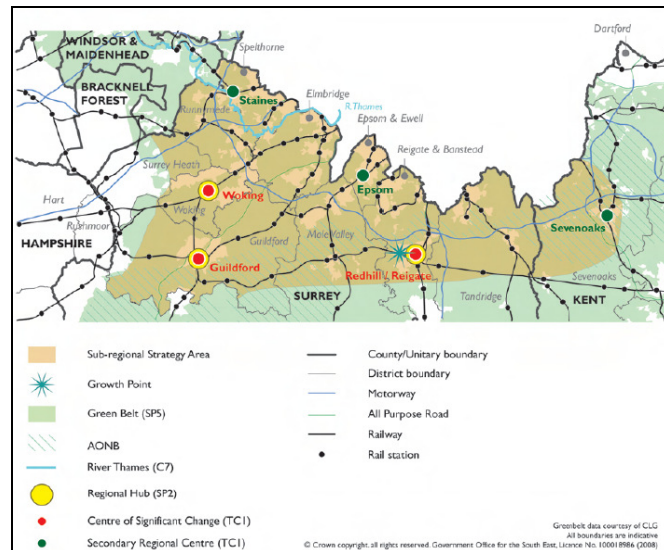 Dartford
WINDSOR &
MAIDENHEAD
Spelthorne
BRACKNELL
FOREST
Staines
Elmbridge
Runnymede
R.Thames
Epsom & Ewell
Surrey Heath
Reigate & Banstead
Woking
Epsom
Hart
Woking
Sevenoaks
Rushmoor
Mole Valley
HAMPSHIRE
Guildford
Guildford
Redhill / Reigate
Sevenoaks
SURREY
Tandridge
KENT
Sub-regional Strategy Area
Growth Point
Green Belt (SP5)
AONB
River Thames (C7)
Regional Hub (SP2)
Centre of Significant Change (TC1)
Secondary Regional Centre (TC1)
County/Unitary boundary
District boundary
Motorway
All Purpose Road
Railway
Rail station
Greenbelt data courtesy of CLG
All boundaries are indicative
© Crown copyright. all rights reserved. Government Office for the South East, Licence No. 100018986 (2008)